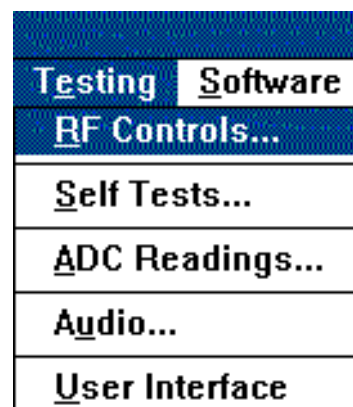 Testing Software
RF Controls...
Self Tests...
ADC Readings...
Audio...
User Interface